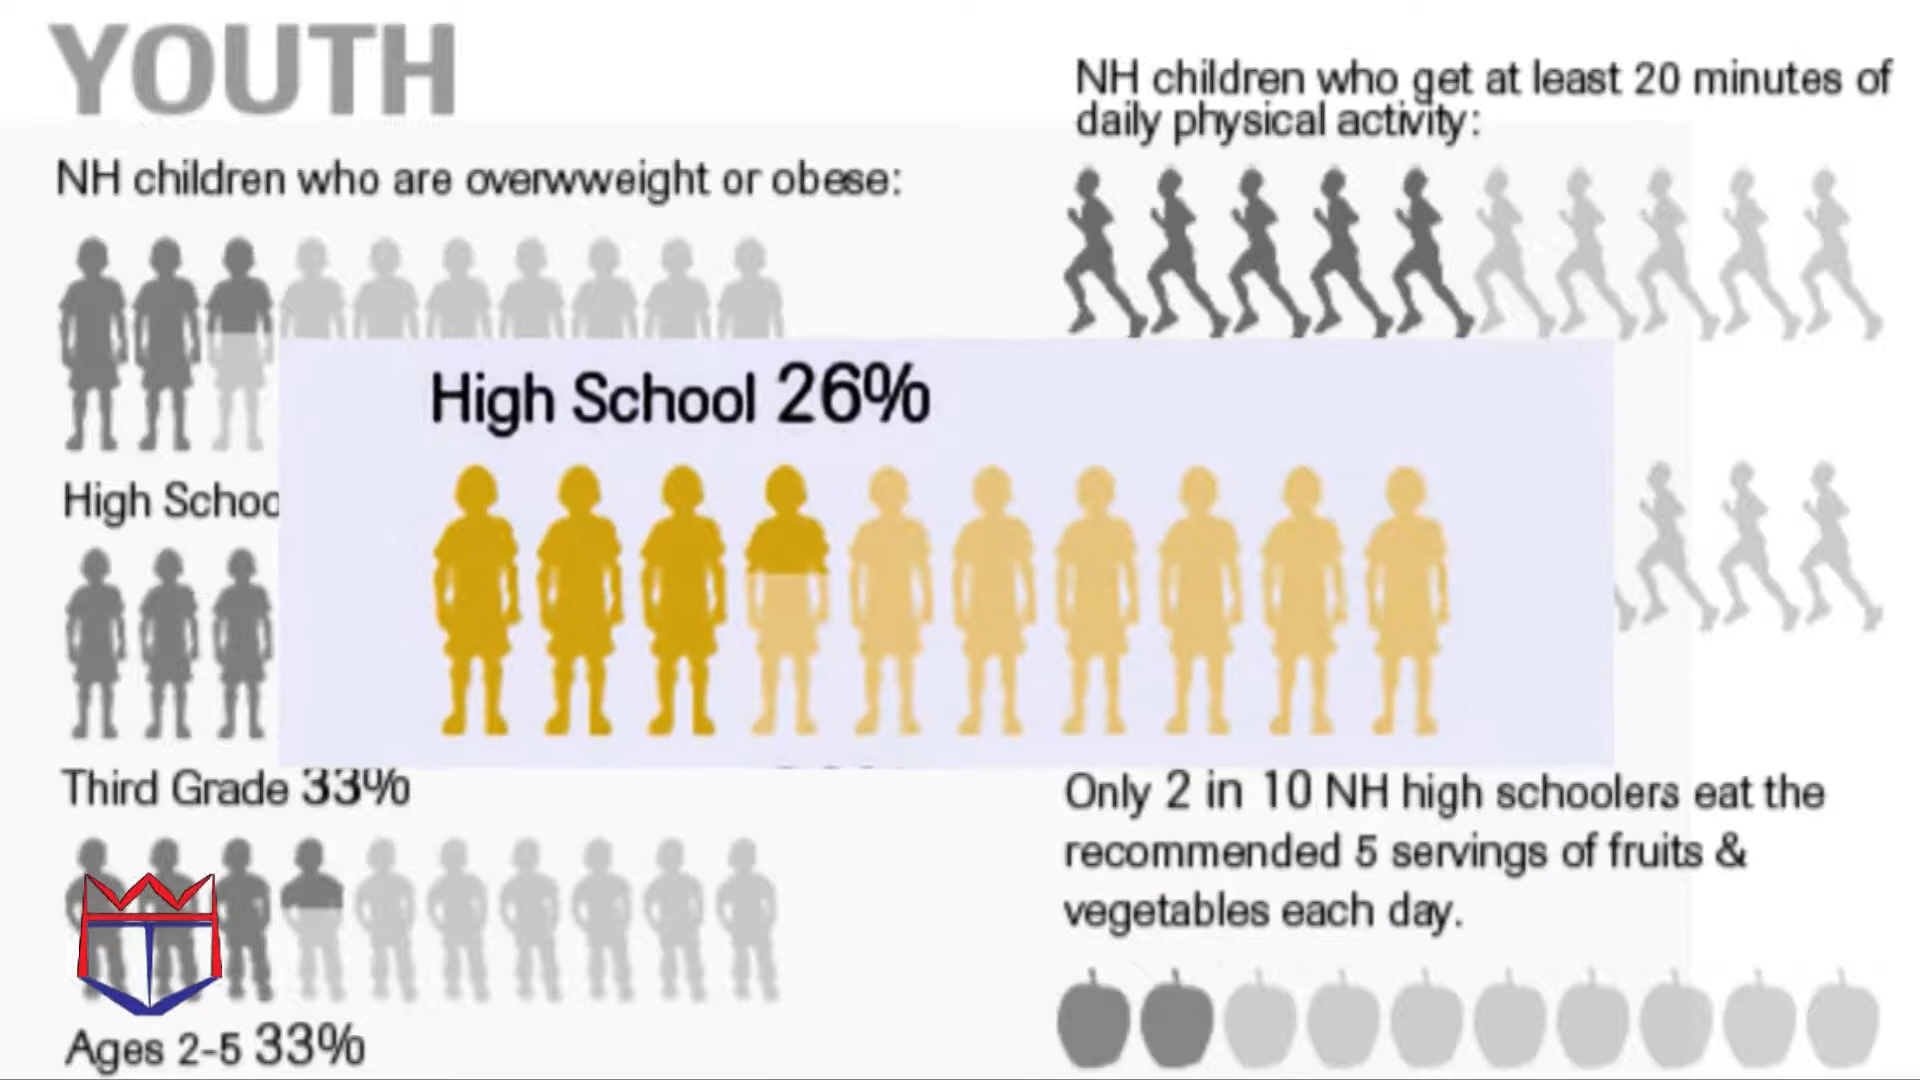 YOUTH
NH children who are overwweight or obese:
NH children who get at least 20 minutes of
daily physical activity:
High School 26%
High Schoo
Third Grade 33%
Ages 2-5 33%
Only 2 in 10 NH high schoolers eat the
recommended 5 servings of fruits &
vegetables each day.